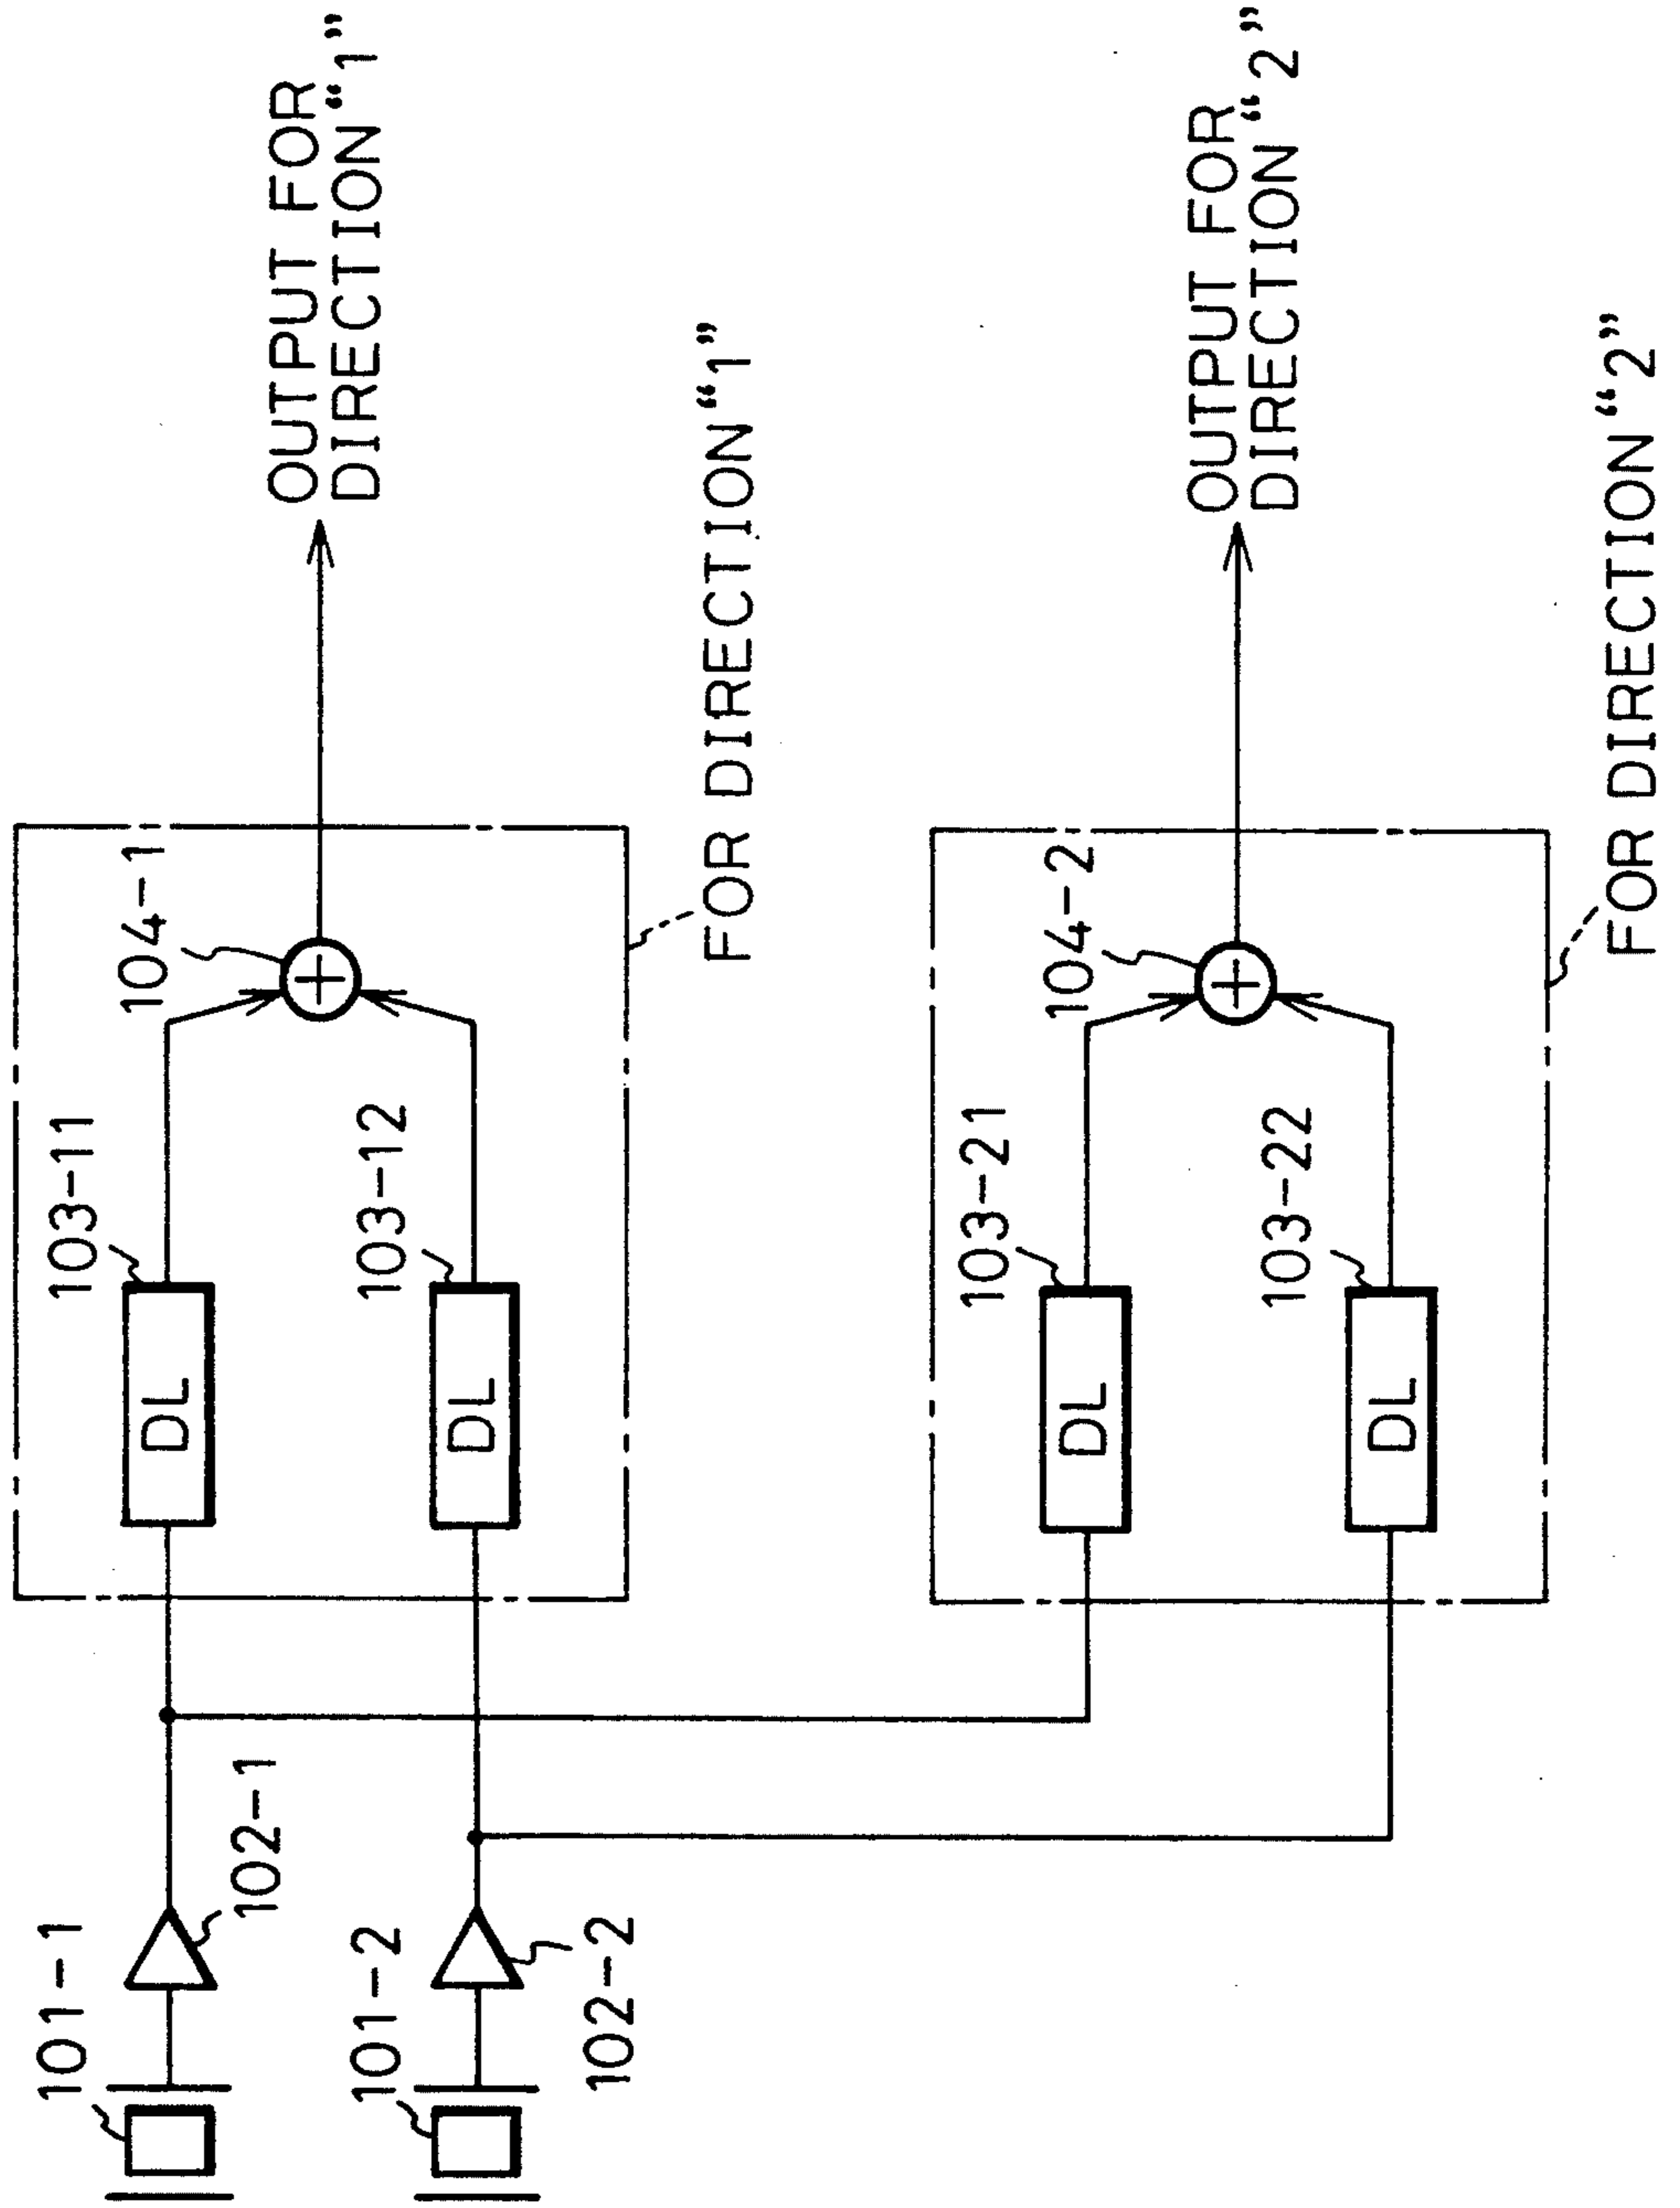 101-1
102-1
101-2
102-2
103-11
103-12
104-1
OUTPUT FOR
DIRECTION“1”
FOR DIRECTION“1”
103-21
103-22
104-2
OUTPUT FOR
DIRECTION“2”
FOR DIRECTION“2”
DL
DL
DL
DL